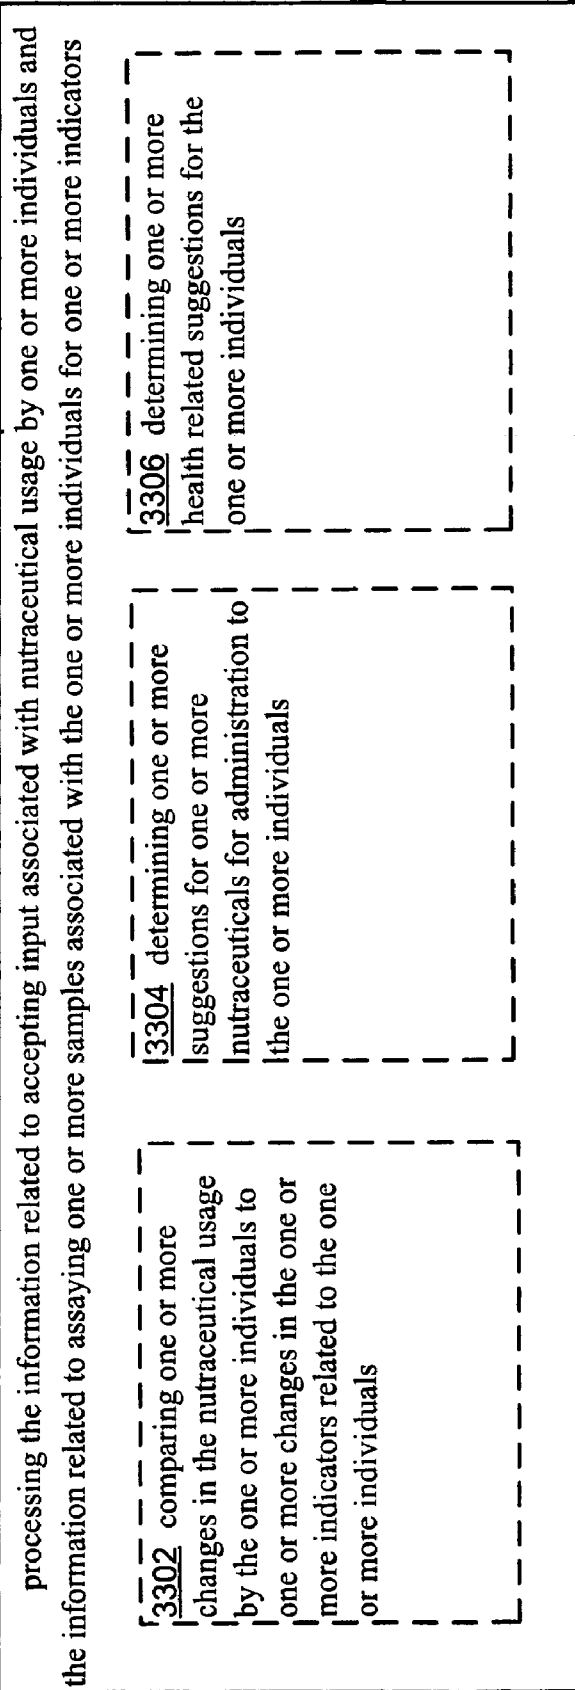 processing the information related to accepting input associated with nutraceutical usage by one or more individuals and
the information related to assaying one or more samples associated with the one or more individuals for one or more indicators
3302 comparing one or more
changes in the nutraceutical usage
by the one or more individuals to
one or more changes in the one or
more indicators related to the one
or more individuals
3304 determining one or more
suggestions for one or more
nutraceuticals for administration to
the one or more individuals
3306 determining one or more
health related suggestions for the
one or more individuals